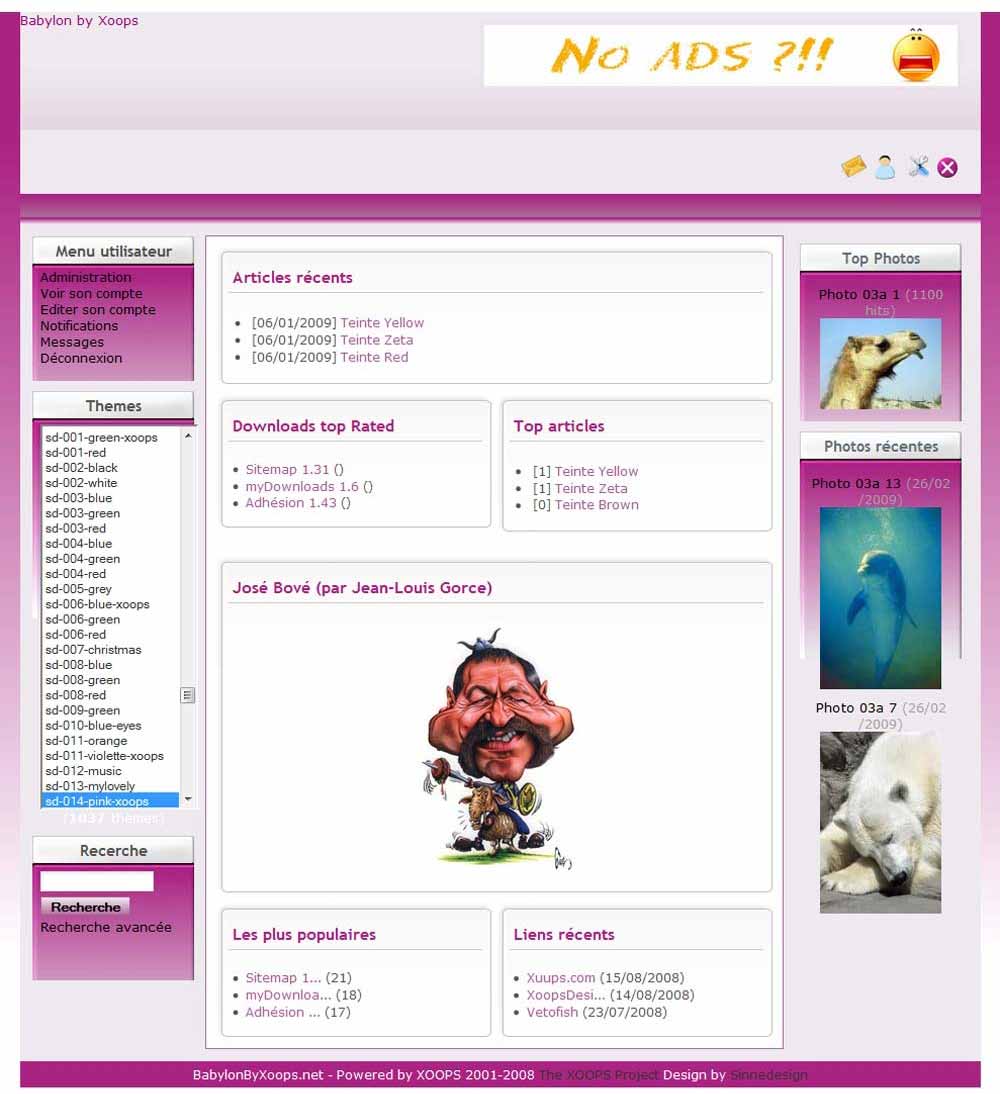 Babylon by Xoops
No ADS ?!!
Menu utilisateur
Administration
Voir son compte
Editer son compte
Notifications
Messages
Déconnexion
Themes
sd-001-green-xoops
sd-001-red
sd-002-black
sd-002-white
sd-003-blue
sd-003-green
sd-003-red
sd-004-blue
sd-004-green
sd-004-red
sd-005-grey
sd-006-blue-xoops
sd-006-green
sd-006-red
sd-007-christmas
sd-008-blue
sd-008-green
sd-008-red
sd-009-green
sd-010-blue-eyes
sd-011-orange
sd-011-violette-xoops
sd-012-music
sd-013-mylovely
sd-014-pink-xoops
(1037 themes)
Recerche
Recherche
Recherche avancée
Articles récents
[06/01/2009] Teinte Yellow
[06/01/2009] Teinte Zeta
[06/01/2009] Teinte Red
Downloads top Rated
Sitemap 1.31 ()
myDownloads 1.6 ()
Adhésion 1.43 ()
Top articles
[1] Teinte Yellow
[1] Teinte Zeta
[0] Teinte Brown
José Bové (par Jean-Louis Gorce)
Les plus populaires
Sitemap 1... (21)
myDownloa... (18)
Adhésion ... (17)
Liens récents
Xuups.com (15/08/2008)
XoopsDesi... (14/08/2008)
Vetofish (23/07/2008)
Top Photos
Photo 03a 1 (1100
hits)
Photos récentes
Photo 03a 13 (26/02
/2009)
Photo 03a 7 (26/02
/2009)
BabylonByXoops.net - Powered by XOOPS 2001-2008 The XOOPS Project Design by Sinnedesign